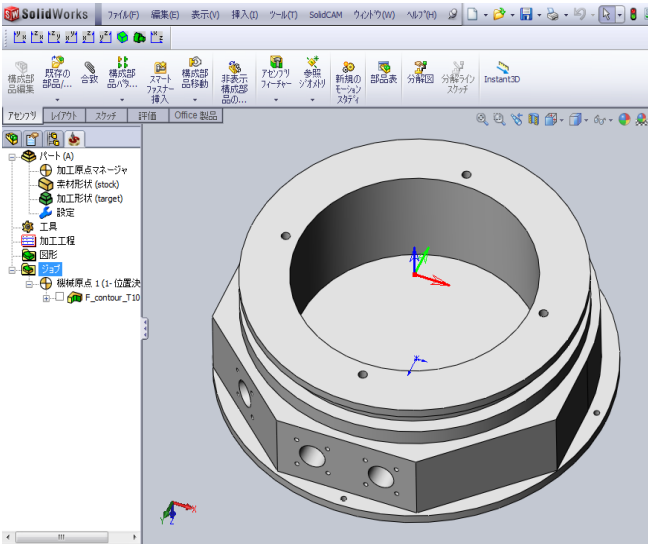 SolidWorks ファイル(F) 編集(E) 表示(V) 挿入(I) ツール(T) SolidCAM ウィンドウ(W) ヘルプ(H)
構成部品編集 既存の部品/... 合致 構成部品パタ... スマートファスナー挿入 構成部品移動 非表示構成部品の... アセンブリフィーチャー 参照ジオメトリ 新規のモーションスタディ 部品表 分解図 分解ラインスケッチ Instant3D
アセンブリ レイアウト スケッチ 評価 Office 製品
パート (A)
加工原点マネージャ
素材形状 (stock)
加工形状 (target)
設定
工具
加工工程
図形
ジョブ
機械原点 1 (1- 位置決
F_contour_T10
X
Y
Z